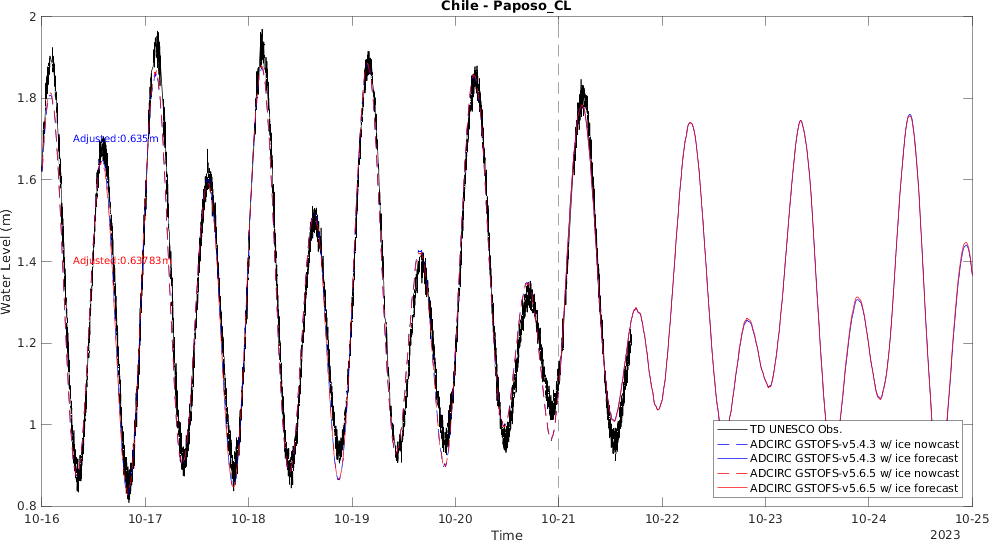 Chile - Paposo_CL
2
1.8
1.6
1.4
1.2
1
0.8
Water Level (m)
Adjusted:0.635m
Adjusted:0.63783m
TD UNESCO Obs.
ADCIRC GSTOFS-v5.4.3 w/ ice nowcast
ADCIRC GSTOFS-v5.4.3 w/ ice forecast
ADCIRC GSTOFS-v5.6.5 w/ ice nowcast
ADCIRC GSTOFS-v5.6.5 w/ ice forecast
10-16 10-17 10-18 10-19 10-20 10-21 10-22 10-23 10-24 10-25
Time
2023